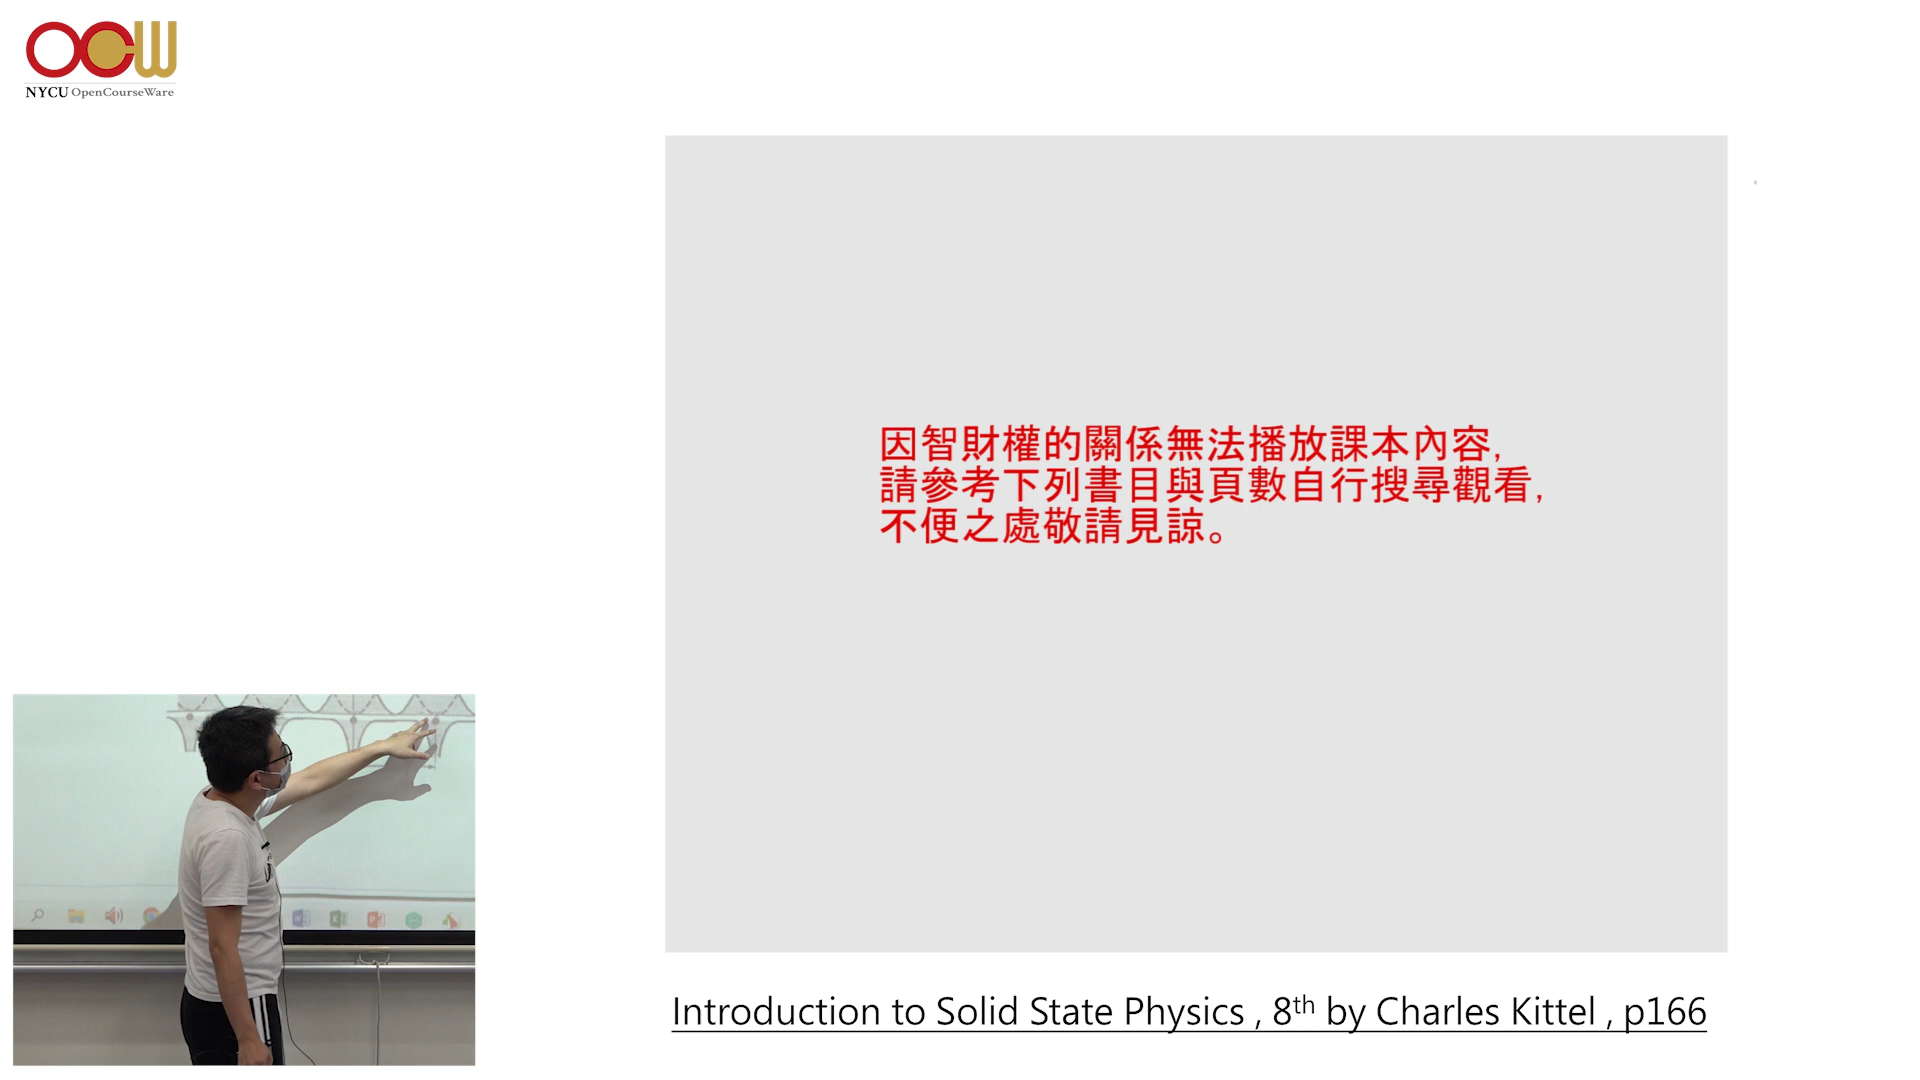 OCW
NYCU OpenCourseWare
因智財權的關係無法播放課本內容,
請參考下列書目與頁數自行搜尋觀看,
不便之處敬請見諒。
Introduction to Solid State Physics , 8th by Charles Kittel , p166